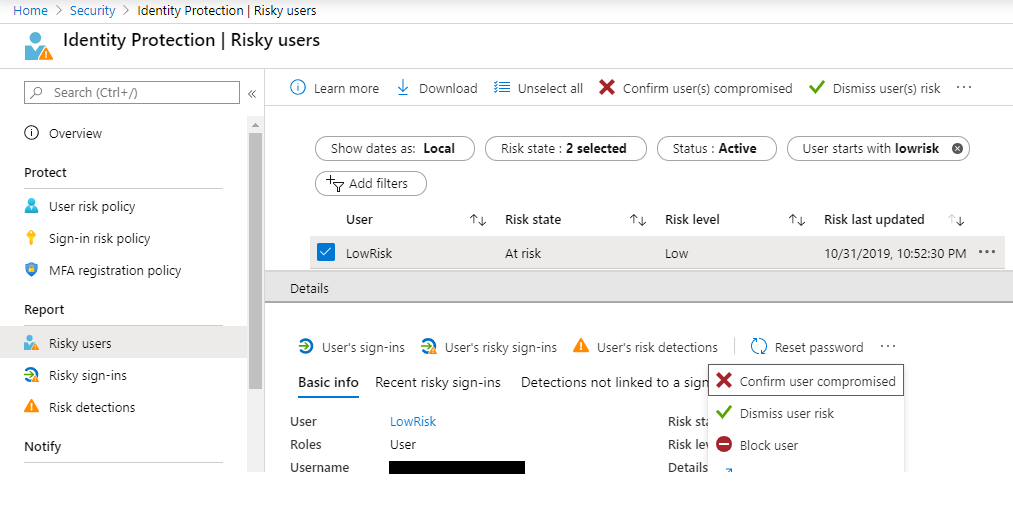 Home > Security > Identity Protection | Risky users
Identity Protection | Risky users
Search (Ctrl+/)
«
Overview
Protect
User risk policy
Sign-in risk policy
MFA registration policy
Report
Risky users
Risky sign-ins
Risk detections
Notify
Learn more
Download
Unselect all
Confirm user(s) compromised
Dismiss user(s) risk
...
Show dates as: Local
Risk state : 2 selected
Status : Active
User starts with lowrisk
Add filters
User
Risk state
Risk level
Risk last updated
LowRisk
At risk
Low
10/31/2019, 10:52:30 PM
...
Details
User's sign-ins
User's risky sign-ins
User's risk detections
Reset password
...
Basic info
Recent risky sign-ins
Detections not linked to a sign
Confirm user compromised
Dismiss user risk
Block user
User
LowRisk
Roles
User
Username
Risk sta
Risk le
Details